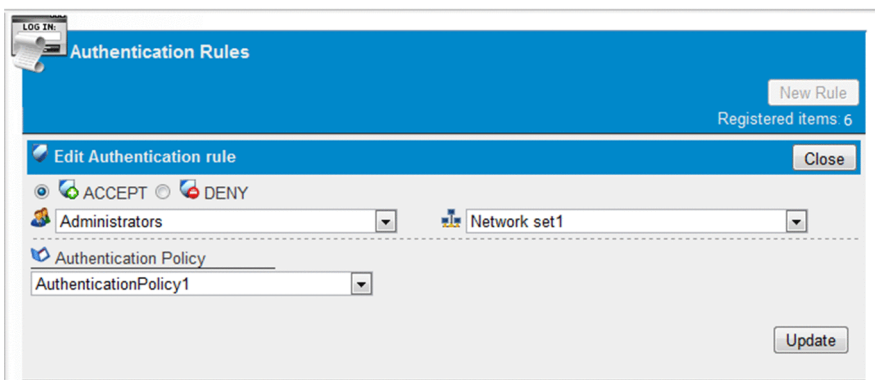 LOG IN:
Authentication Rules
New Rule
Registered items 6
Edit Authentication rule
Close
ACCEPT DENY
Administrators Network set1
Authentication Policy
AuthenticationPolicy1
Update